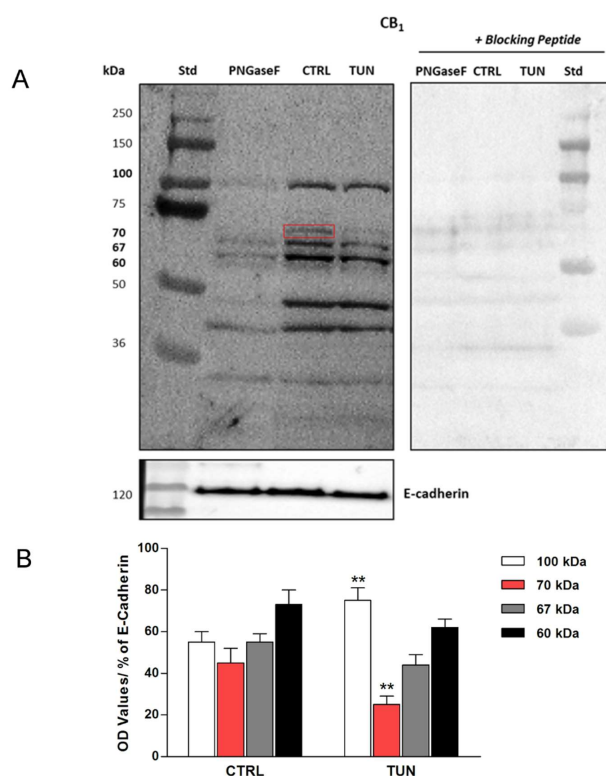 CB1
+ Blocking Peptide
A
kDa Std PNGaseF CTRL TUN PNGaseF CTRL TUN Std
250
150
100
75
70
67
60
50
36
120 E-cadherin
B
OD Values/ % of E-Cadherin
100
80
60
40
20
0
**
**
CTRL TUN
100 kDa
70 kDa
67 kDa
60 kDa